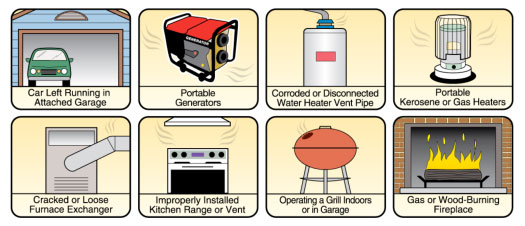 Car Left Running in
Attached Garage
GENERATOR
Portable
Generators
Corroded or Disconnected
Water Heater Vent Pipe
Portable
Kerosene or Gas Heaters
Cracked or Loose
Furnace Exchanger
Improperly Installed
Kitchen Range or Vent
Operating a Grill Indoors
or in Garage
Gas or Wood-Burning
Fireplace